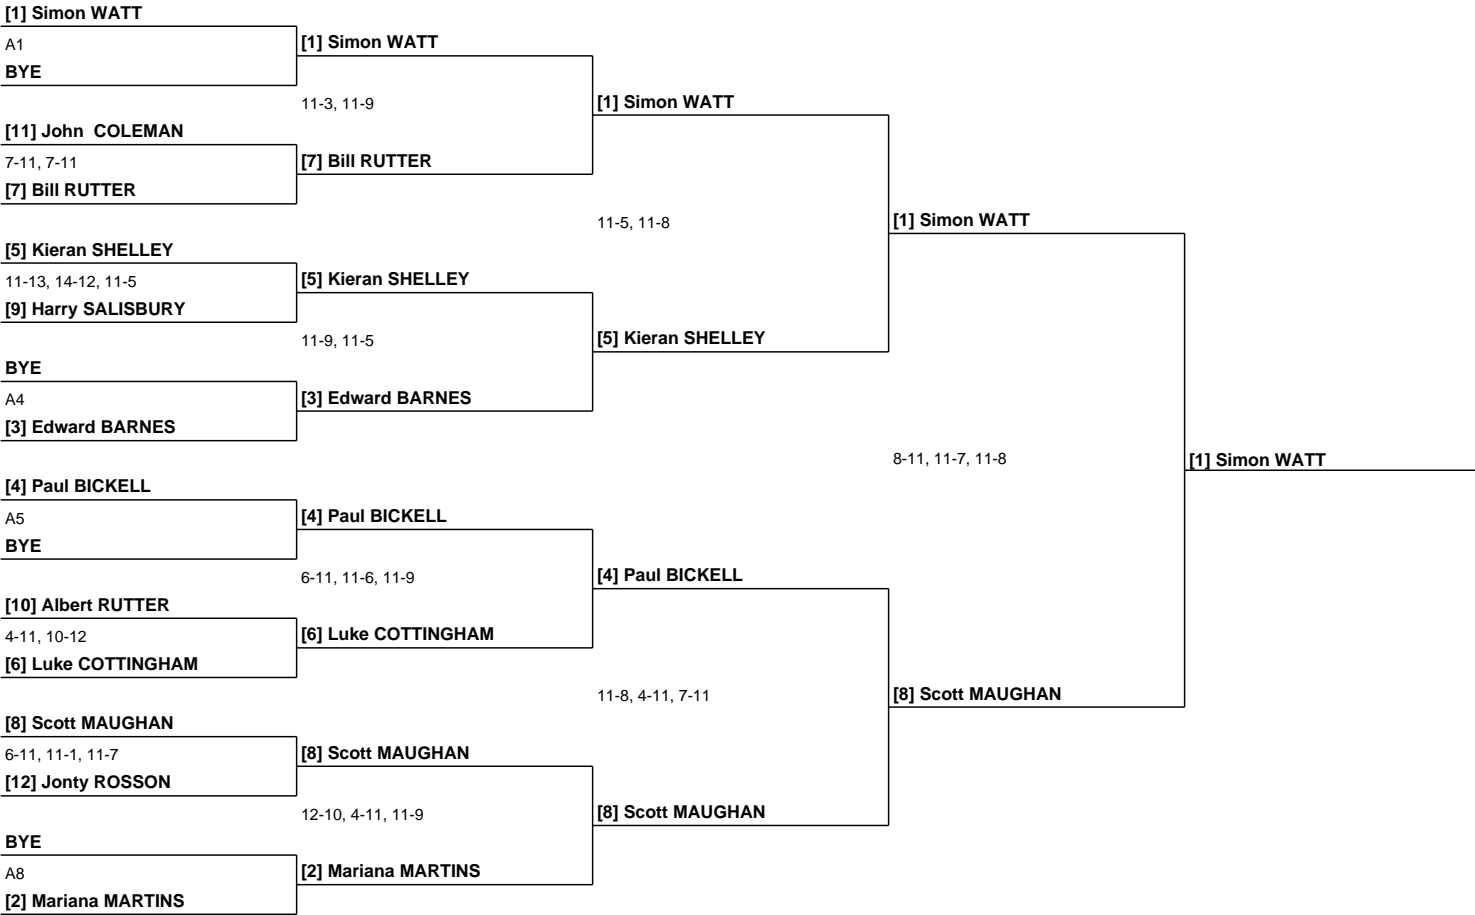 [1] Simon WATT
A1
BYE
[11] John  COLEMAN
7-11, 7-11
[7] Bill RUTTER
[5] Kieran SHELLEY
11-13, 14-12, 11-5
[9] Harry SALISBURY
BYE
A4
[3] Edward BARNES
[4] Paul BICKELL
A5
BYE
[10] Albert RUTTER
4-11, 10-12
[6] Luke COTTINGHAM
[8] Scott MAUGHAN
6-11, 11-1, 11-7
[12] Jonty ROSSON
BYE
A8
[2] Mariana MARTINS
[1] Simon WATT
11-3, 11-9
[7] Bill RUTTER
[5] Kieran SHELLEY
11-9, 11-5
[3] Edward BARNES
[4] Paul BICKELL
6-11, 11-6, 11-9
[6] Luke COTTINGHAM
[8] Scott MAUGHAN
12-10, 4-11, 11-9
[2] Mariana MARTINS
[1] Simon WATT
11-5, 11-8
[5] Kieran SHELLEY
[4] Paul BICKELL
11-8, 4-11, 7-11
[8] Scott MAUGHAN
[1] Simon WATT
8-11, 11-7, 11-8
[8] Scott MAUGHAN
[1] Simon WATT